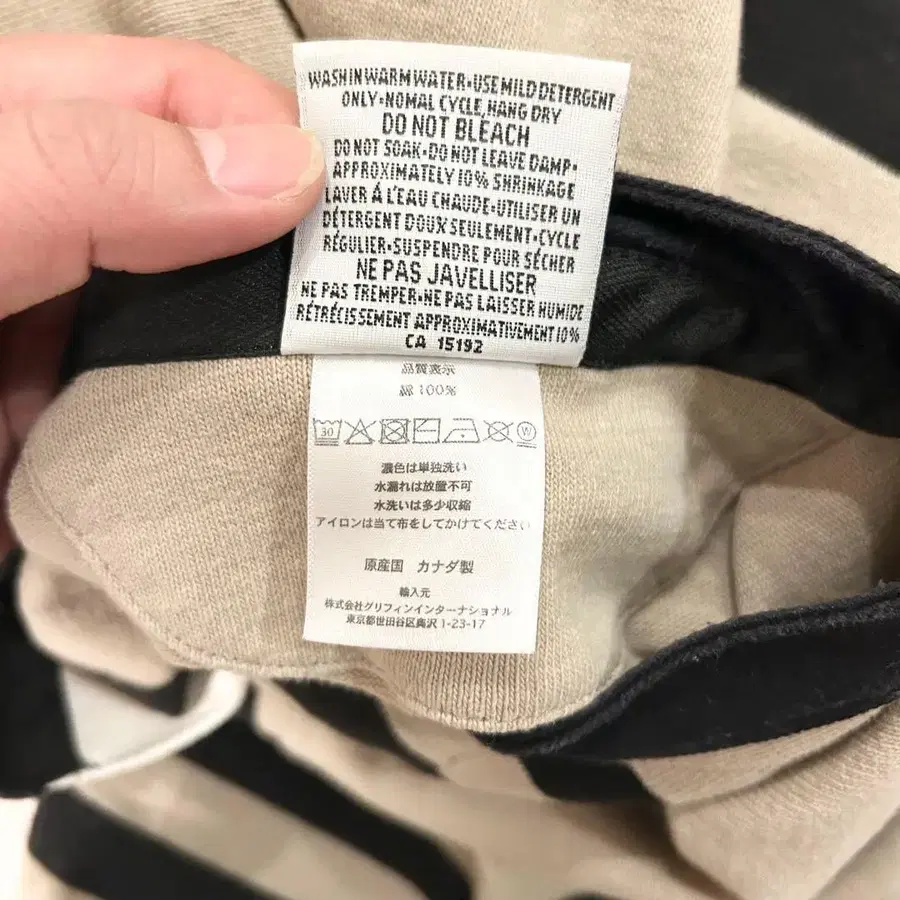 WASH IN WARM WATER•USE MILD DETERGENT
ONLY•NOMAL CYCLE, HANG DRY
DO NOT BLEACH
DO NOT SOAK•DO NOT LEAVE DAMP•
APPROXIMATELY 10% SHRINKAGE
LAVER À L'EAU CHAUDE•UTILISER UN
DÉTERGENT DOUX SEULEMENT•CYCLE
RÉGULIER•SUSPENDRE POUR SÉCHER
NE PAS JAVELLISER
NE PAS TREMPER•NE PAS LAISSER HUMIDE
RÉTRÉCISSEMENT APPROXIMATIVEMENT 10%
CA 15192
品質表示
綿 100%
30 W
濃色は単独洗い
水漏れは放置不可
水洗いは多少収縮
アイロンは当て布をしてかけてください
原産国 カナダ製
輸入元
株式会社グリフィンインターナショナル
東京都世田谷区奥沢 1-23-17